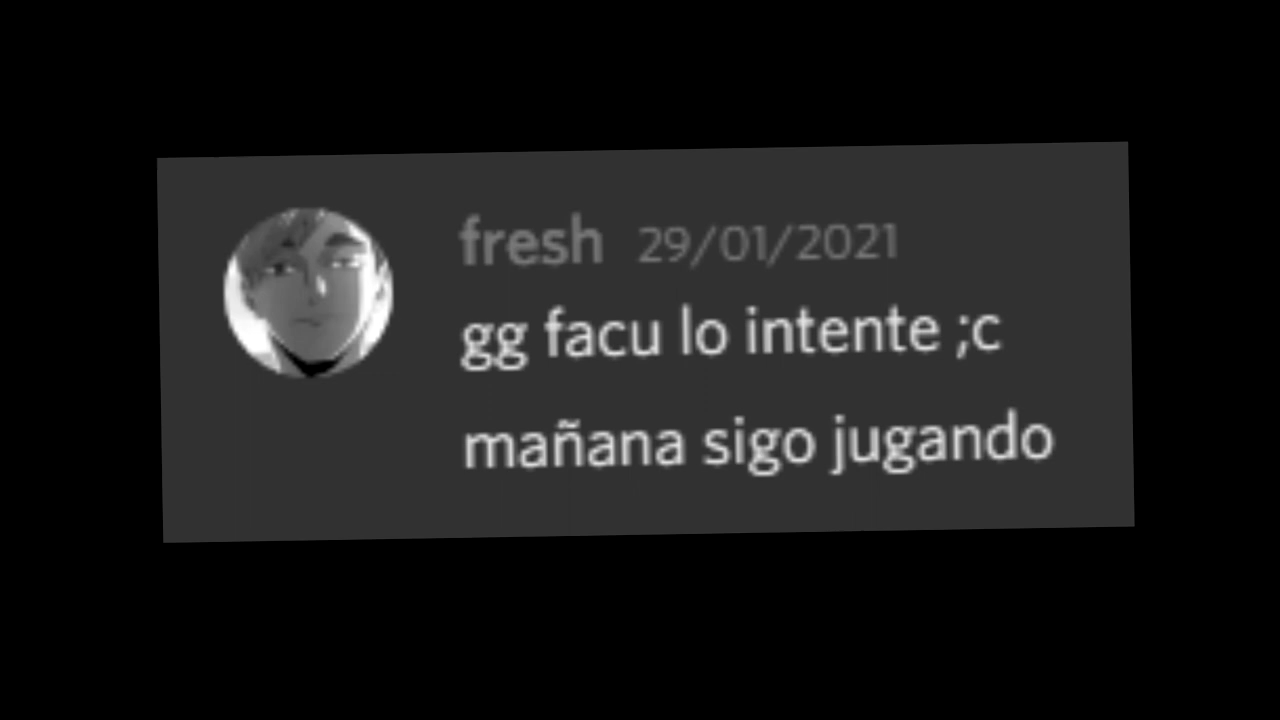 fresh 29/01/2021
gg facu lo intente ;c
mañana sigo jugando